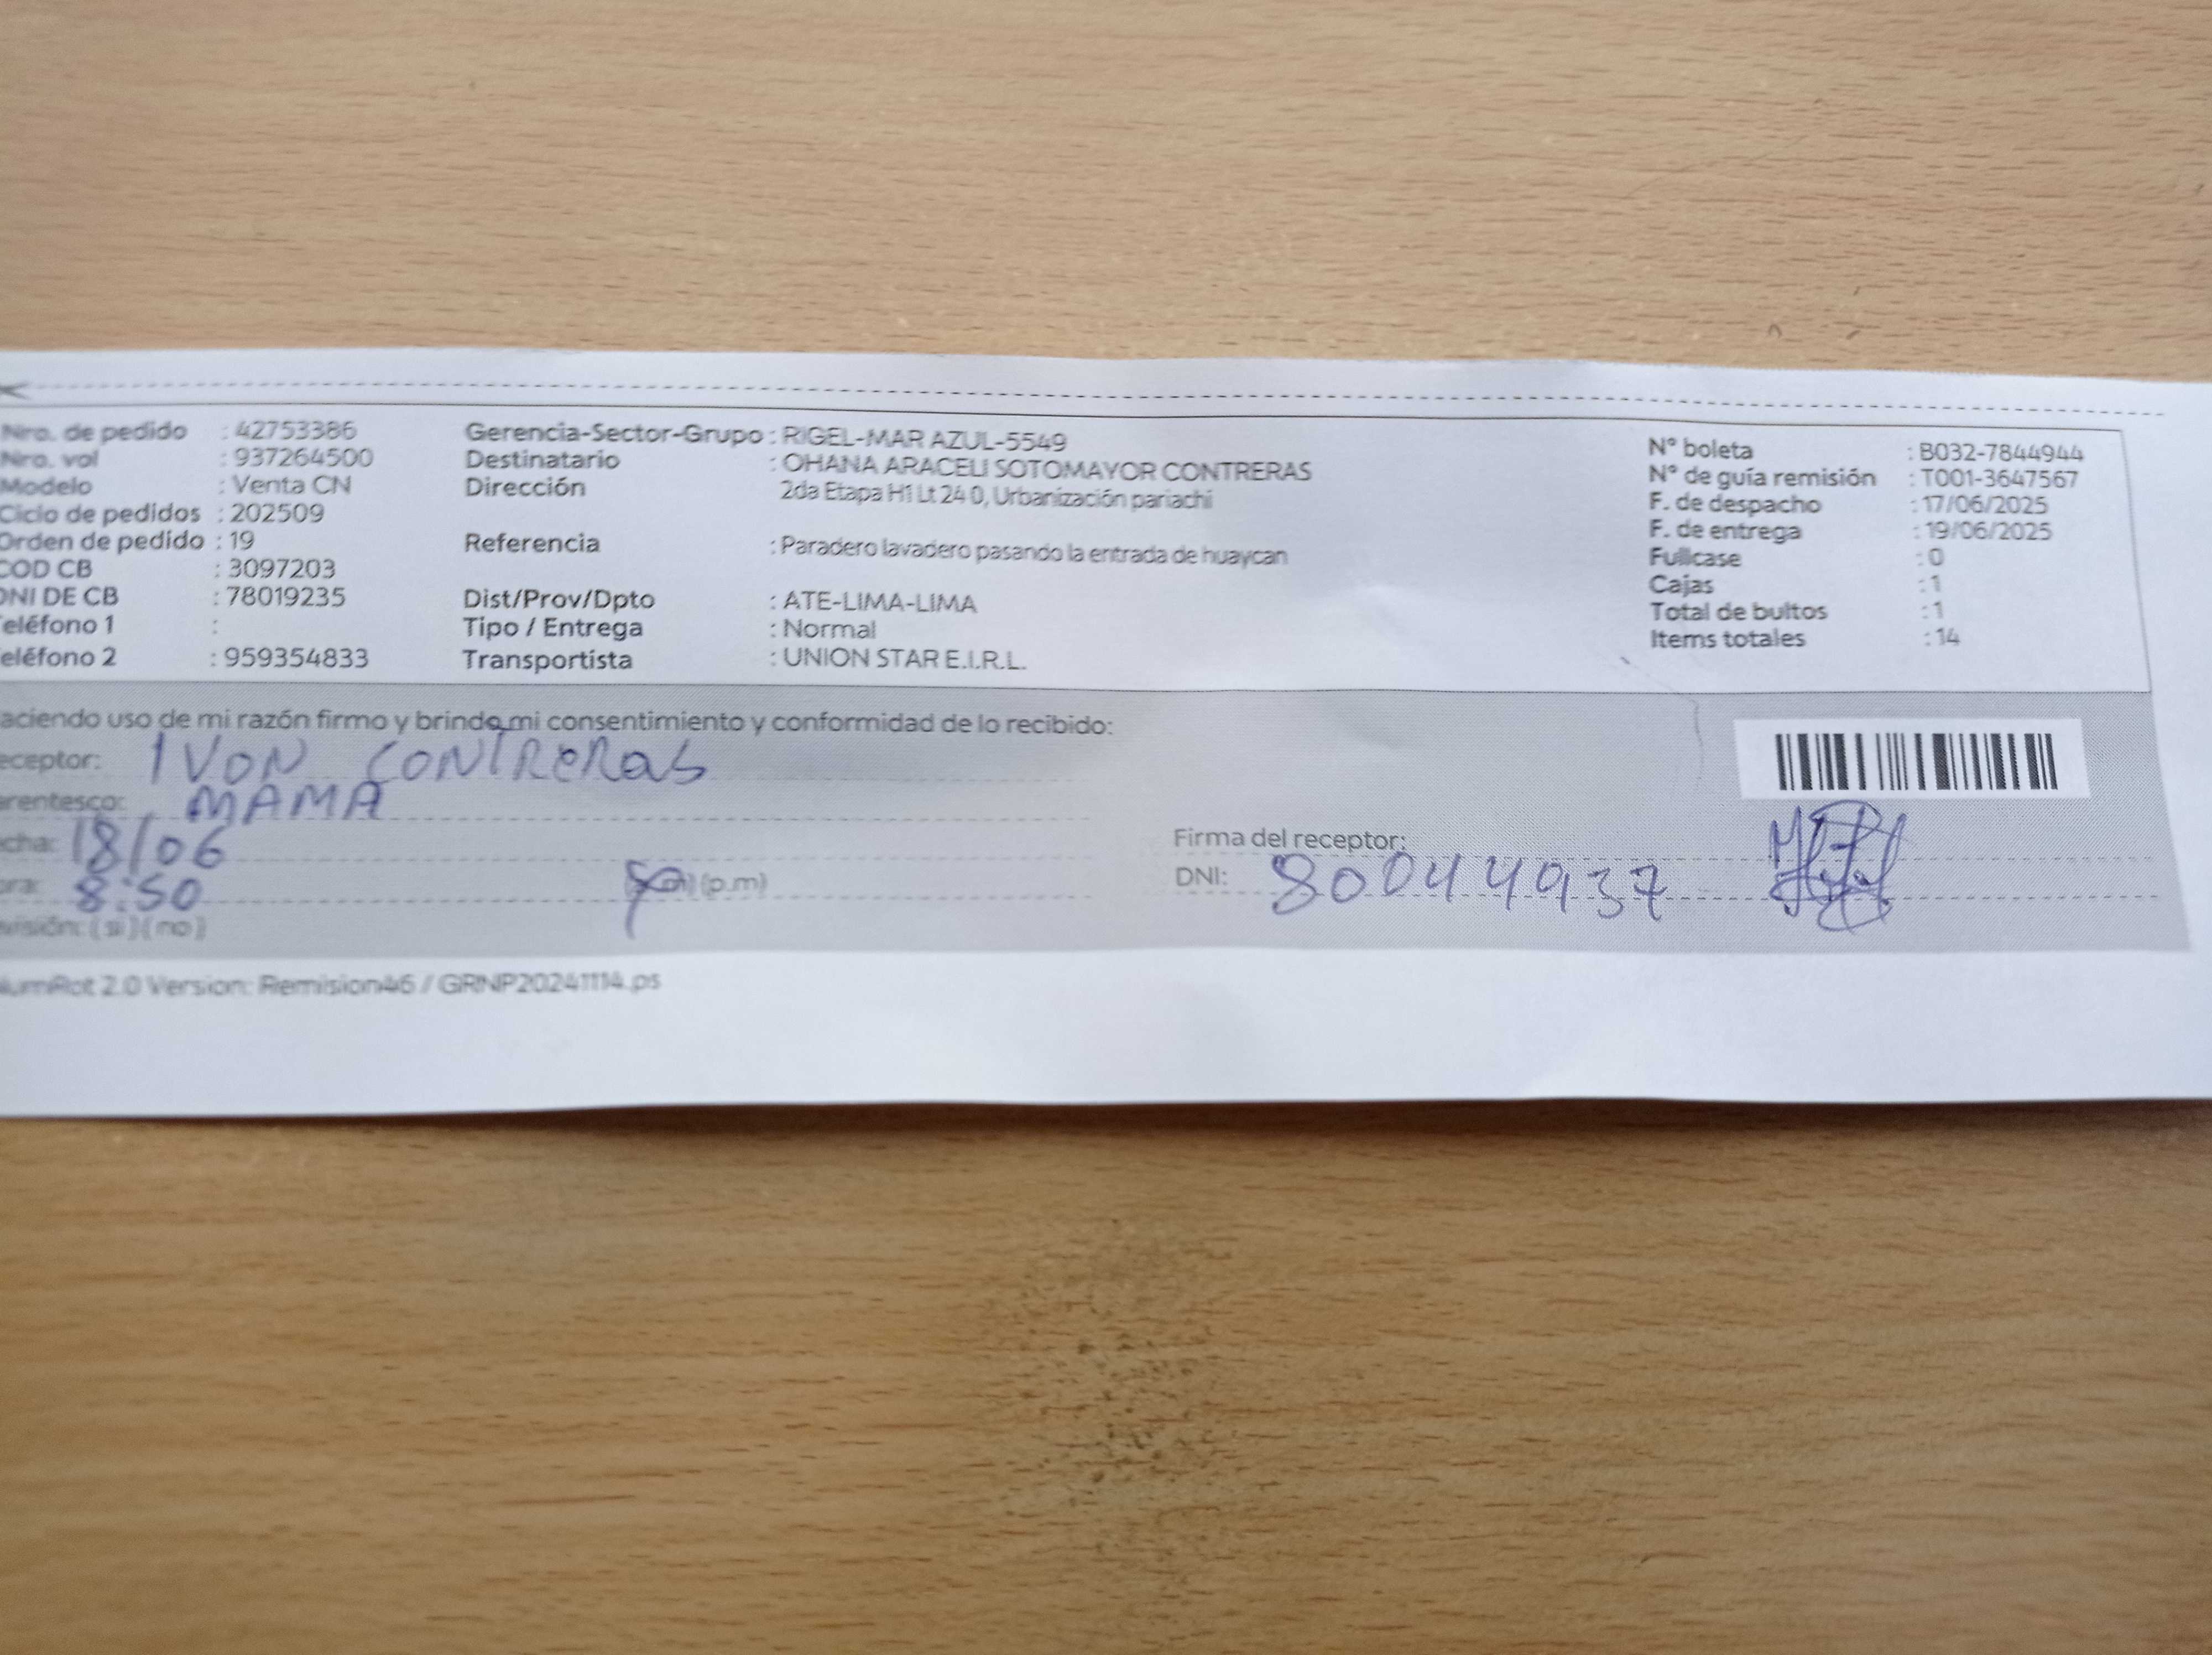 Nro. de pedido : 42753386
Nro. vol : 937264500
Modelo : Venta CN
Ciclo de pedidos : 202509
Orden de pedido : 19
COD CB : 3097203
DNI DE CB : 78019235
eléfono 1 :
eléfono 2 : 959354833
Gerencia-Sector-Grupo : RIGEL-MAR AZUL-5549
Destinatario : OHANA ARACELI SOTOMAYOR CONTRERAS
Dirección 2da Etapa H1 Lt 24 0, Urbanización pariachi
Referencia : Paradero lavadero pasando la entrada de huaycan
Dist/Prov/Dpto : ATE-LIMA-LIMA
Tipo / Entrega : Normal
Transportista : UNION STAR E.I.R.L.
N° boleta : B032-7844944
N° de guía remisión : T001-3647567
F. de despacho : 17/06/2025
F. de entrega : 19/06/2025
Fullcase : 0
Cajas : 1
Total de bultos : 1
Items totales : 14
aciendo uso de mi razón firmo y brindo mi consentimiento y conformidad de lo recibido:
eceptor: IVON CONTReRas
arentesco: MAMA
cha: 18/06
ora: 8:50 (p.m)
visión: (si) (no)
Firma del receptor:
DNI: 80044937
2.0 Version: Remision46 / GRNP20241114.ps